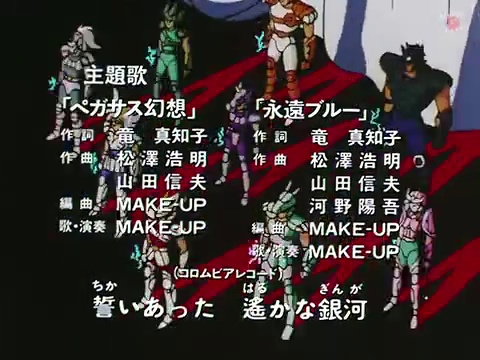 主題歌
「ペガサス幻想」
作詞 竜 真知子
作曲 松澤浩明
山田信夫
編曲 MAKE-UP
歌・演奏 MAKE-UP
「永遠ブルー」
作詞 竜 真知子
作曲 松澤浩明
山田信夫
河野陽吾
編曲 MAKE-UP
歌・演奏 MAKE-UP
(コロムビアレコード)
ちか はる ぎんが
誓いあった 遙かな銀河